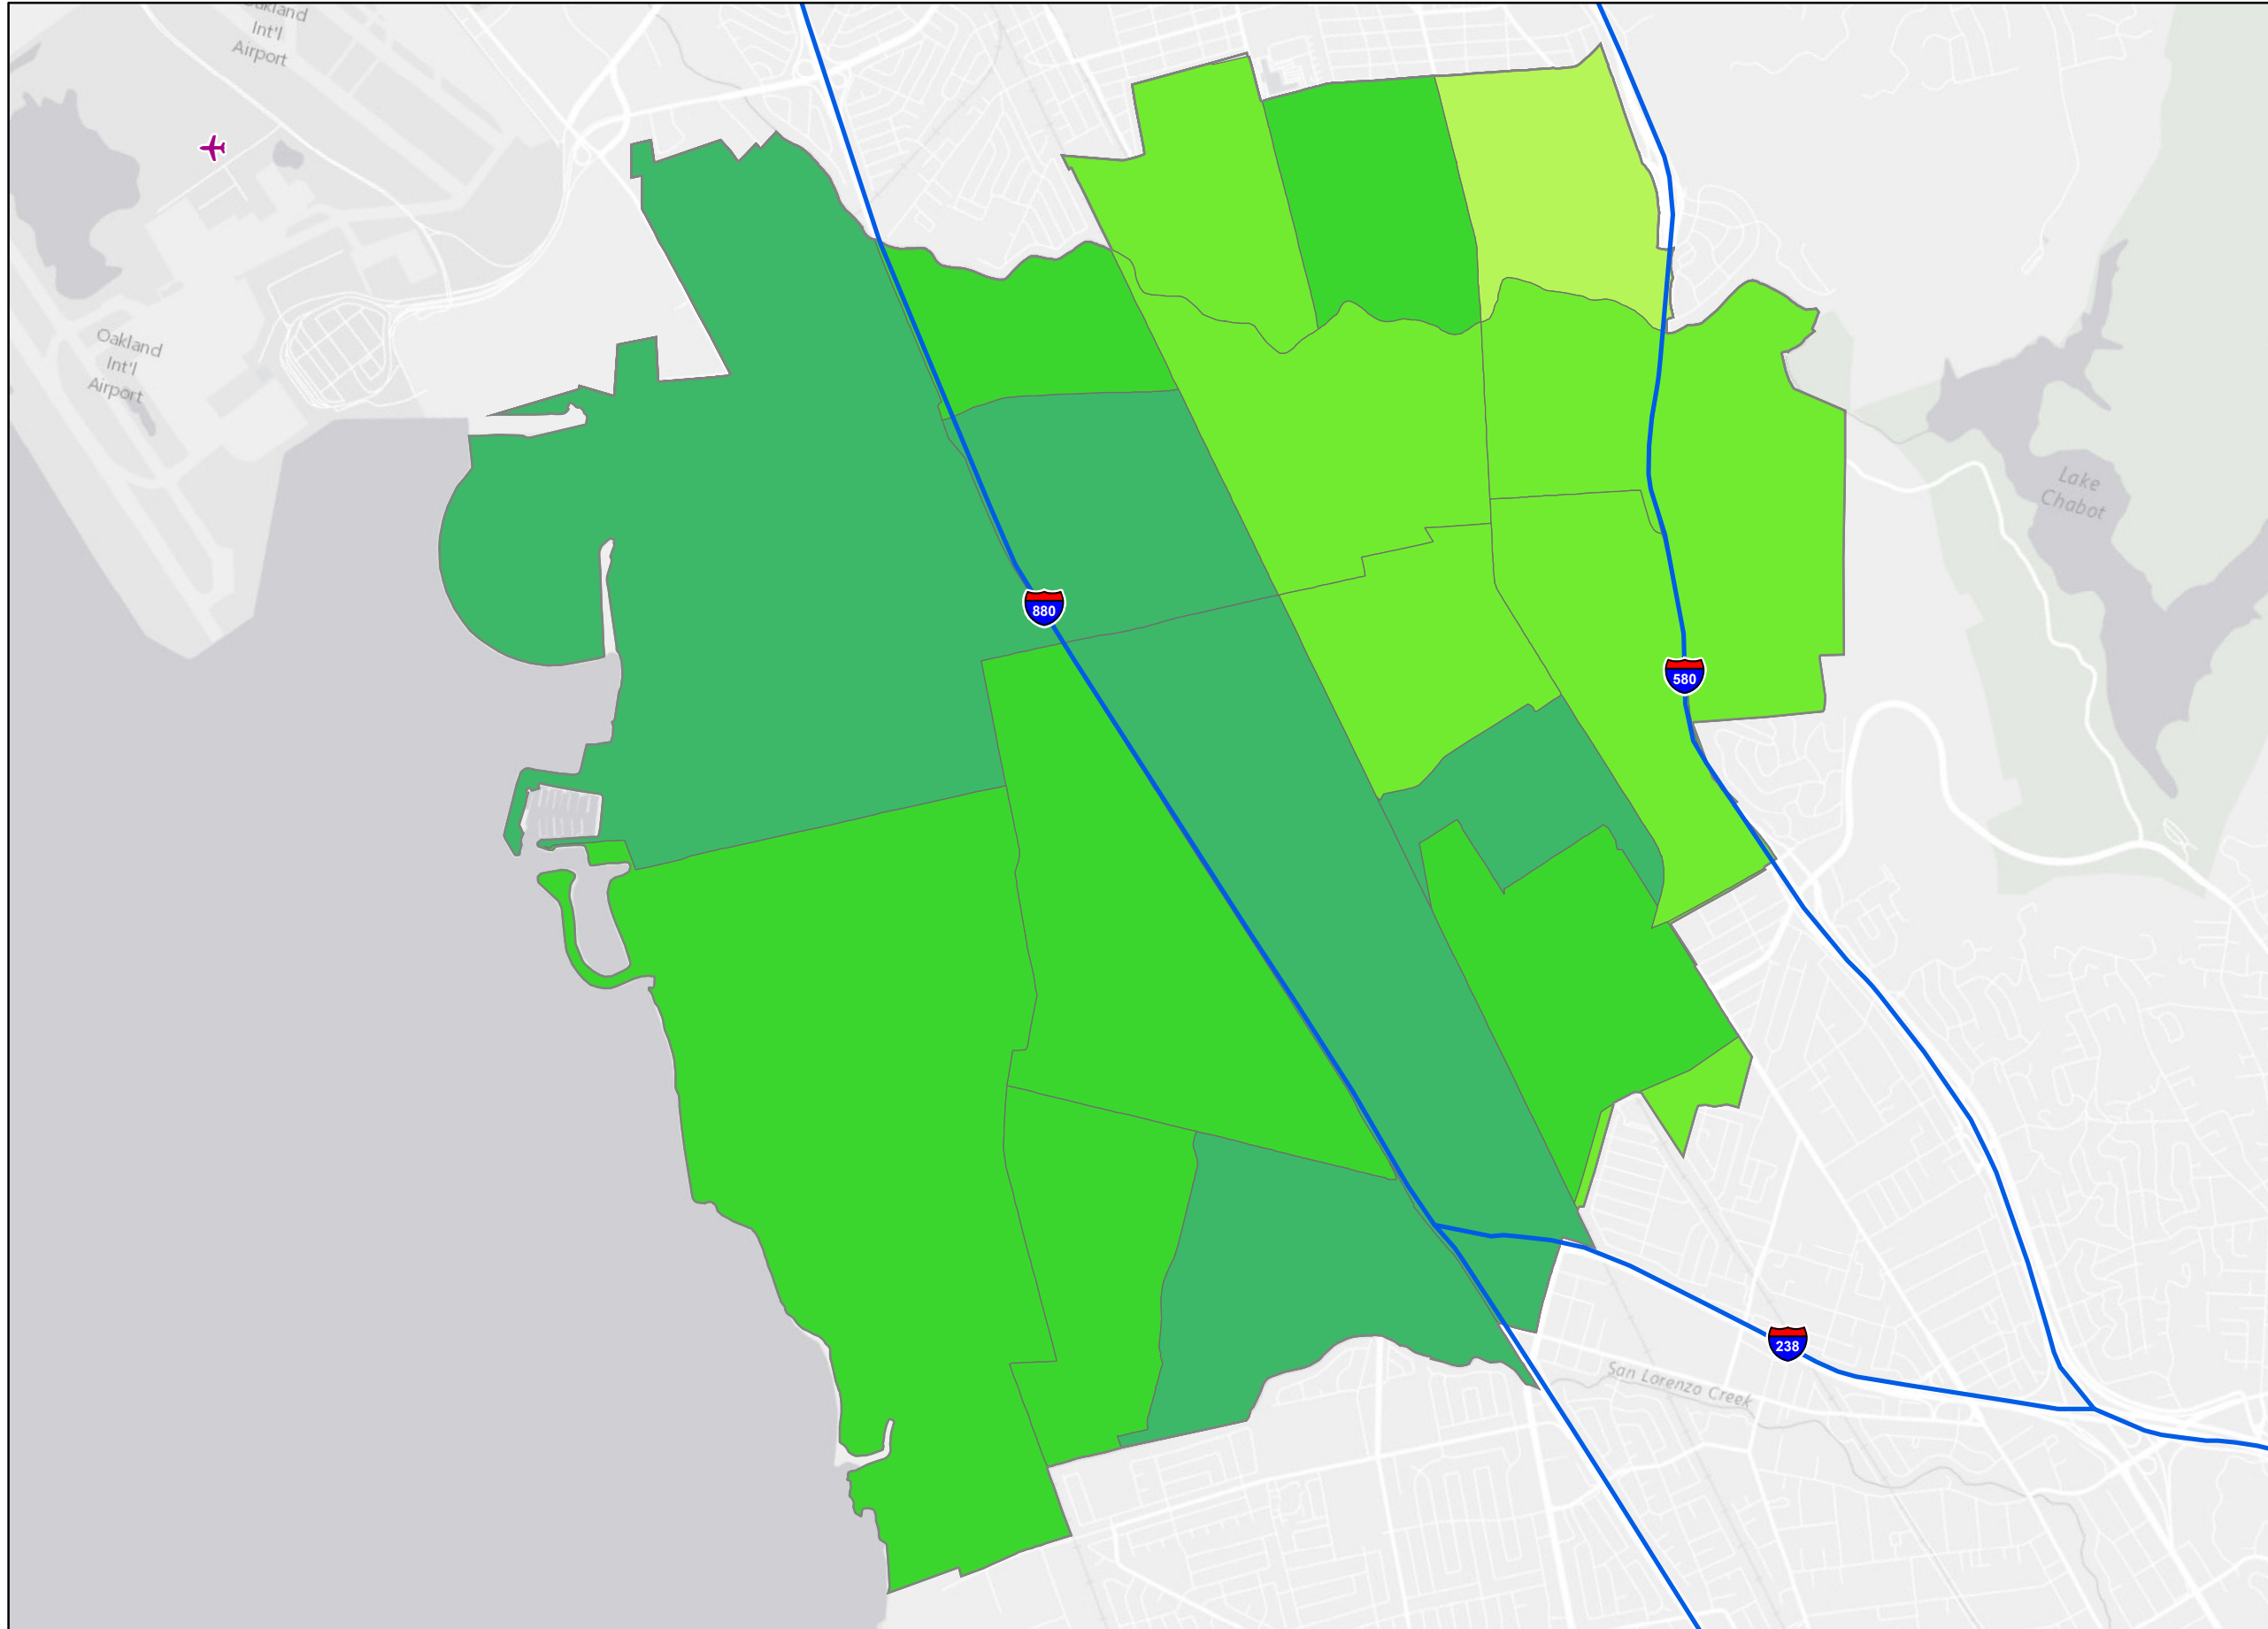 Oakland
Int'l
Airport
Oakland
Int'l
Airport
Lake
Chabot
880
580
238
San Lorenzo Creek